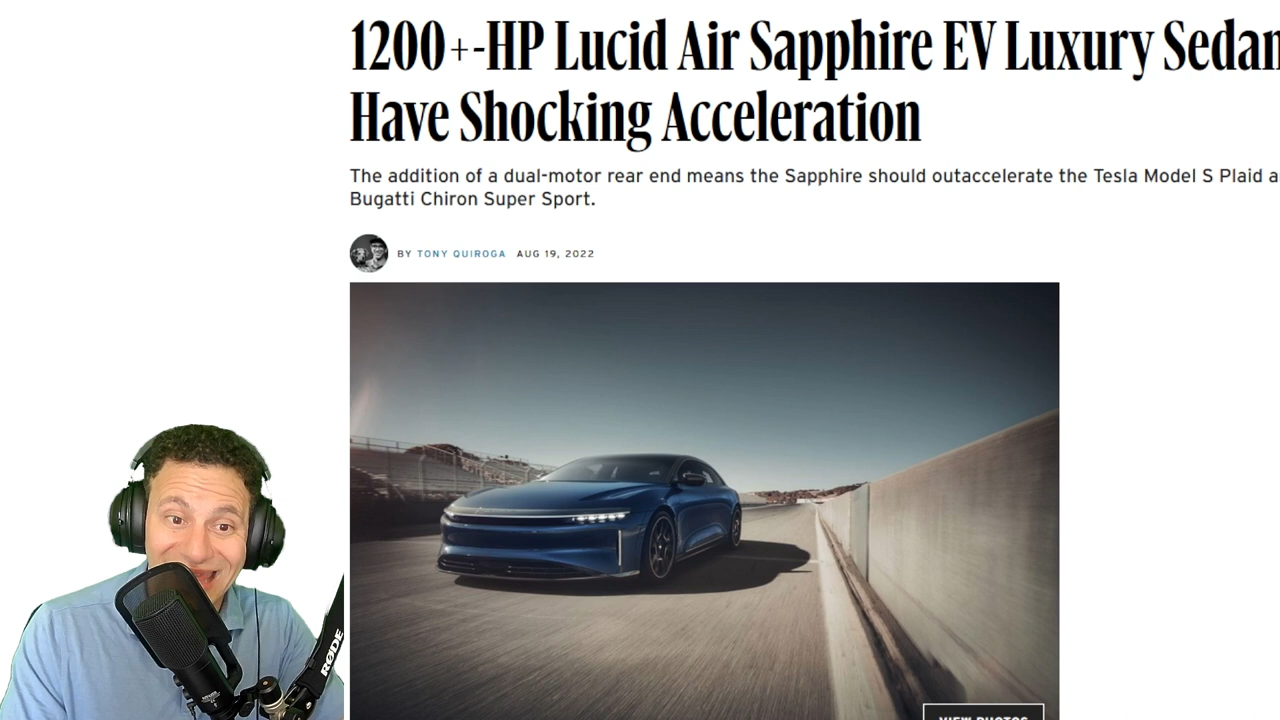 1200+-HP Lucid Air Sapphire EV Luxury Sedan
Have Shocking Acceleration
The addition of a dual-motor rear end means the Sapphire should outaccelerate the Tesla Model S Plaid a
Bugatti Chiron Super Sport.
BY TONY QUIROGA AUG 19, 2022
RØDE
VIEW PHOTOS